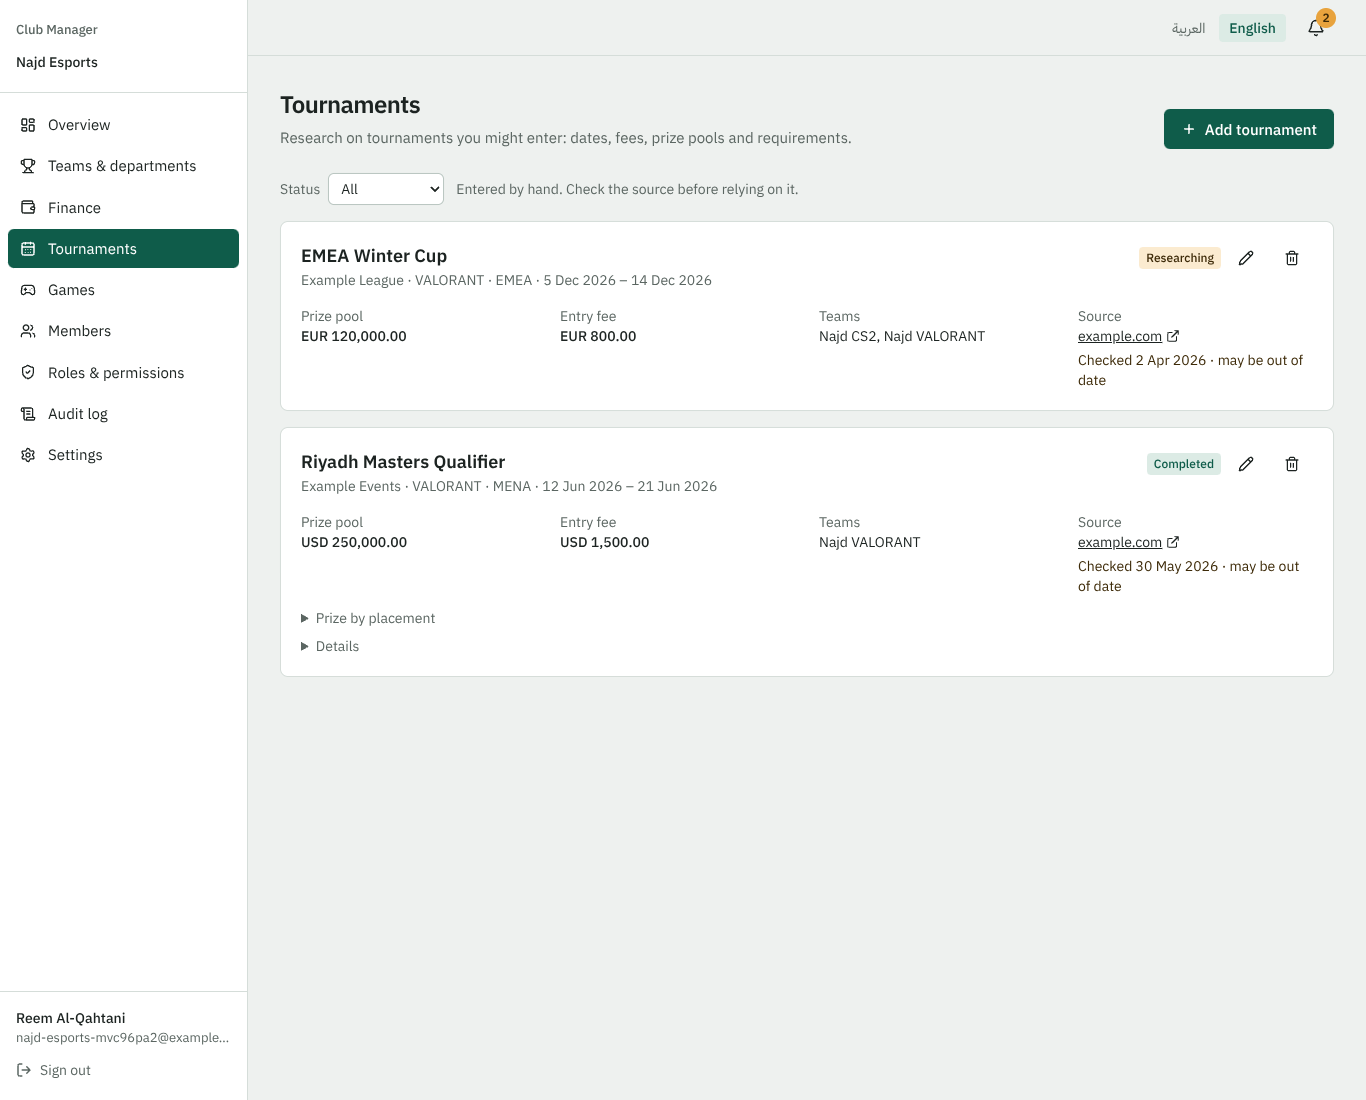 Club Manager
Najd Esports
Overview
Teams & departments
Finance
Tournaments
Games
Members
Roles & permissions
Audit log
Settings
Reem Al-Qahtani
najd-esports-mvc96pa2@example...
Sign out
العربية
English
2
Tournaments
Research on tournaments you might enter: dates, fees, prize pools and requirements.
+ Add tournament
Status
All
Entered by hand. Check the source before relying on it.
EMEA Winter Cup
Researching
Example League · VALORANT · EMEA · 5 Dec 2026 – 14 Dec 2026
Prize pool
EUR 120,000.00
Entry fee
EUR 800.00
Teams
Najd CS2, Najd VALORANT
Source
example.com
Checked 2 Apr 2026 · may be out of
date
Riyadh Masters Qualifier
Completed
Example Events · VALORANT · MENA · 12 Jun 2026 – 21 Jun 2026
Prize pool
USD 250,000.00
Entry fee
USD 1,500.00
Teams
Najd VALORANT
Source
example.com
Checked 30 May 2026 · may be out
of date
Prize by placement
Details